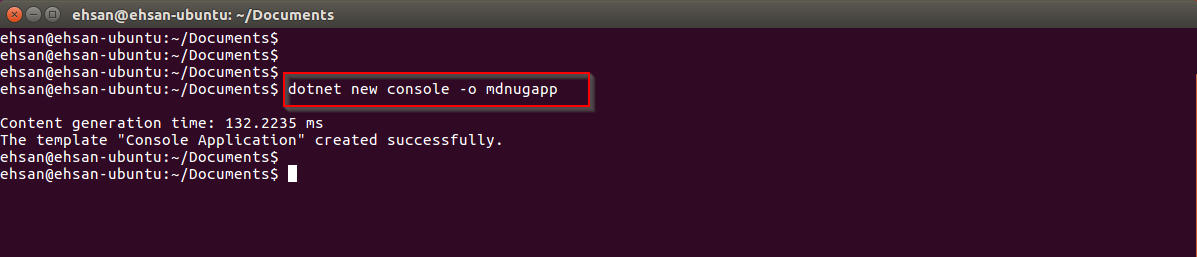 ehsan@ehsan-ubuntu: ~/Documents
ehsan@ehsan-ubuntu:~/Documents$
ehsan@ehsan-ubuntu:~/Documents$
ehsan@ehsan-ubuntu:~/Documents$
ehsan@ehsan-ubuntu:~/Documents$ dotnet new console -o mdnugapp
Content generation time: 132.2235 ms
The template "Console Application" created successfully.
ehsan@ehsan-ubuntu:~/Documents$
ehsan@ehsan-ubuntu:~/Documents$